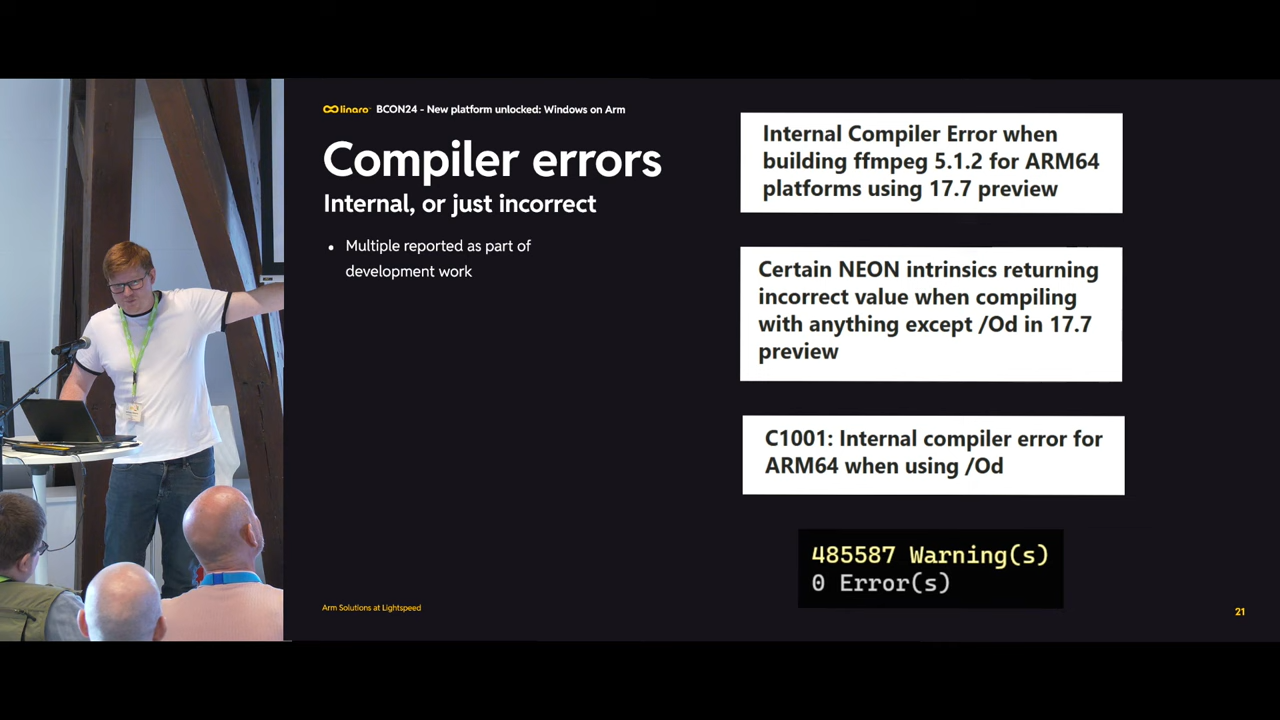 linaro BCON24 - New platform unlocked: Windows on Arm
Compiler errors
Internal, or just incorrect
• Multiple reported as part of
development work
Internal Compiler Error when
building ffmpeg 5.1.2 for ARM64
platforms using 17.7 preview
Certain NEON intrinsics returning
incorrect value when compiling
with anything except /Od in 17.7
preview
C1001: Internal compiler error for
ARM64 when using /Od
485587 Warning(s)
0 Error(s)
Arm Solutions at Lightspeed
21